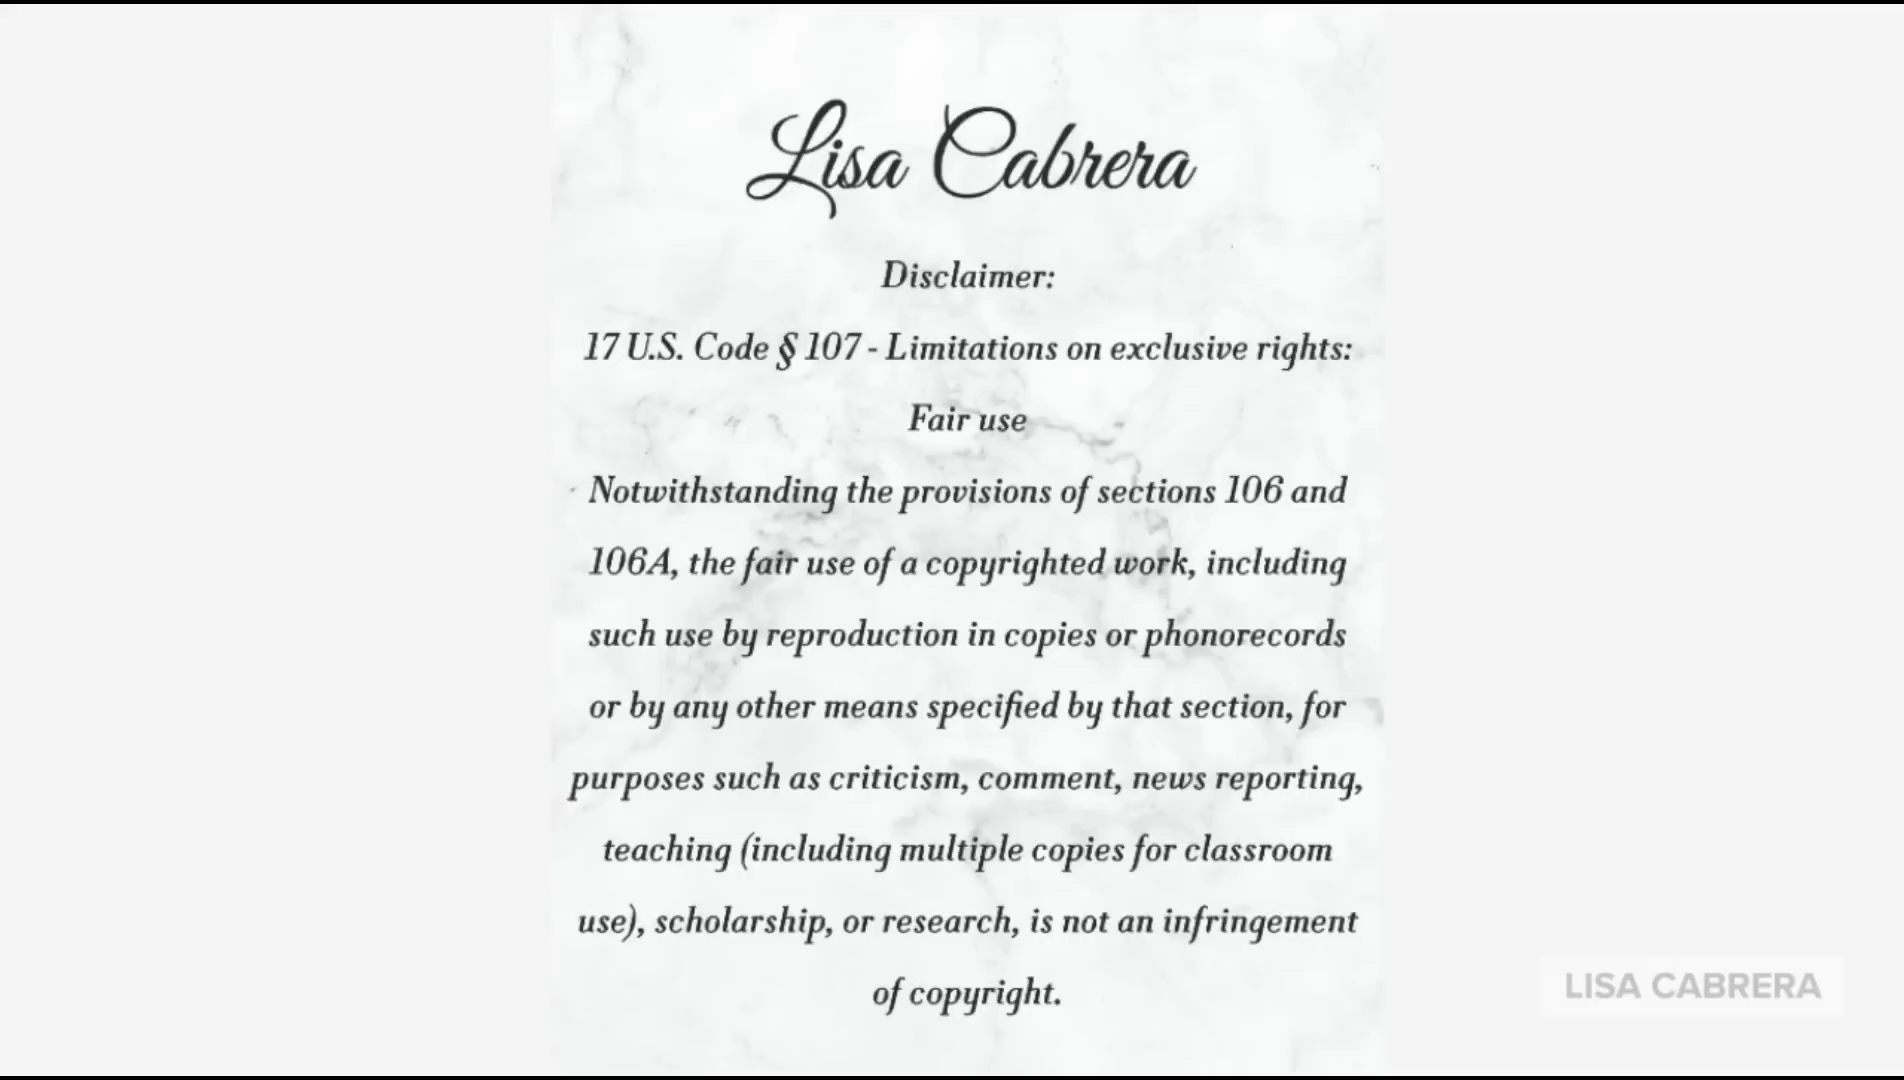 Lisa Cabrera
Disclaimer:
17 U.S. Code § 107 - Limitations on exclusive rights:
Fair use
Notwithstanding the provisions of sections 106 and
106A, the fair use of a copyrighted work, including
such use by reproduction in copies or phonorecords
or by any other means specified by that section, for
purposes such as criticism, comment, news reporting,
teaching (including multiple copies for classroom
use), scholarship, or research, is not an infringement
of copyright.
LISA CABRERA